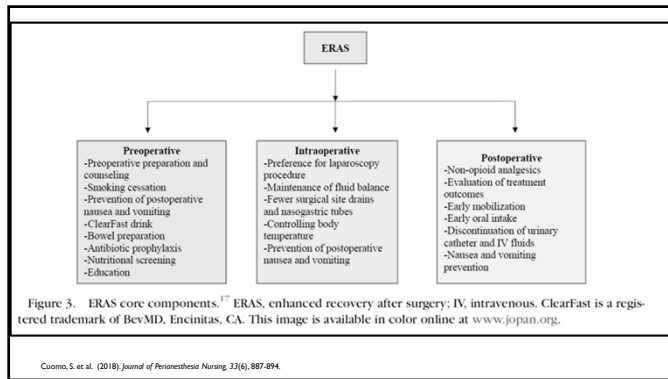 ERAS
Preoperative
-Preoperative preparation and
counseling
-Smoking cessation
-Prevention of postoperative
nausea and vomiting
-ClearFast drink
-Bowel preparation
-Antibiotic prophylaxis
-Nutritional screening
-Education
Intraoperative
-Preference for laparoscopy
procedure
-Maintenance of fluid balance
-Fewer surgical site drains
and nasogastric tubes
-Controlling body
temperature
-Prevention of postoperative
nausea and vomiting
Postoperative
-Non-opioid analgesics
-Evaluation of treatment
outcomes
-Early mobilization
-Early oral intake
-Discontinuation of urinary
catheter and IV fluids
-Nausea and vomiting
prevention
Figure 3. ERAS core components.17 ERAS, enhanced recovery after surgery; IV, intravenous. ClearFast is a regis-
tered trademark of BevMD, Encinitas, CA. This image is available in color online at www.jopan.org.
Cuomo, S. et al. (2018). Journal of Perianesthesia Nursing, 33(6), 887-894.